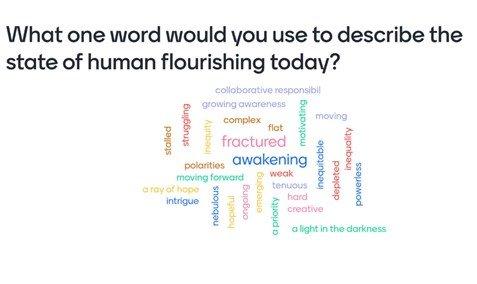 What one word would you use to describe the
state of human flourishing today?
collaborative responsibil
growing awareness
moving
complex
flat
motivating
struggling
stalled
inequity
fractured
awakening
inequitable
inequality
polarities
weak
depleted
powerless
moving forward
tenuous
a ray of hope
intrigue
nebulous
hopeful
ongoing
emerging
a priority
hard
creative
a light in the darkness